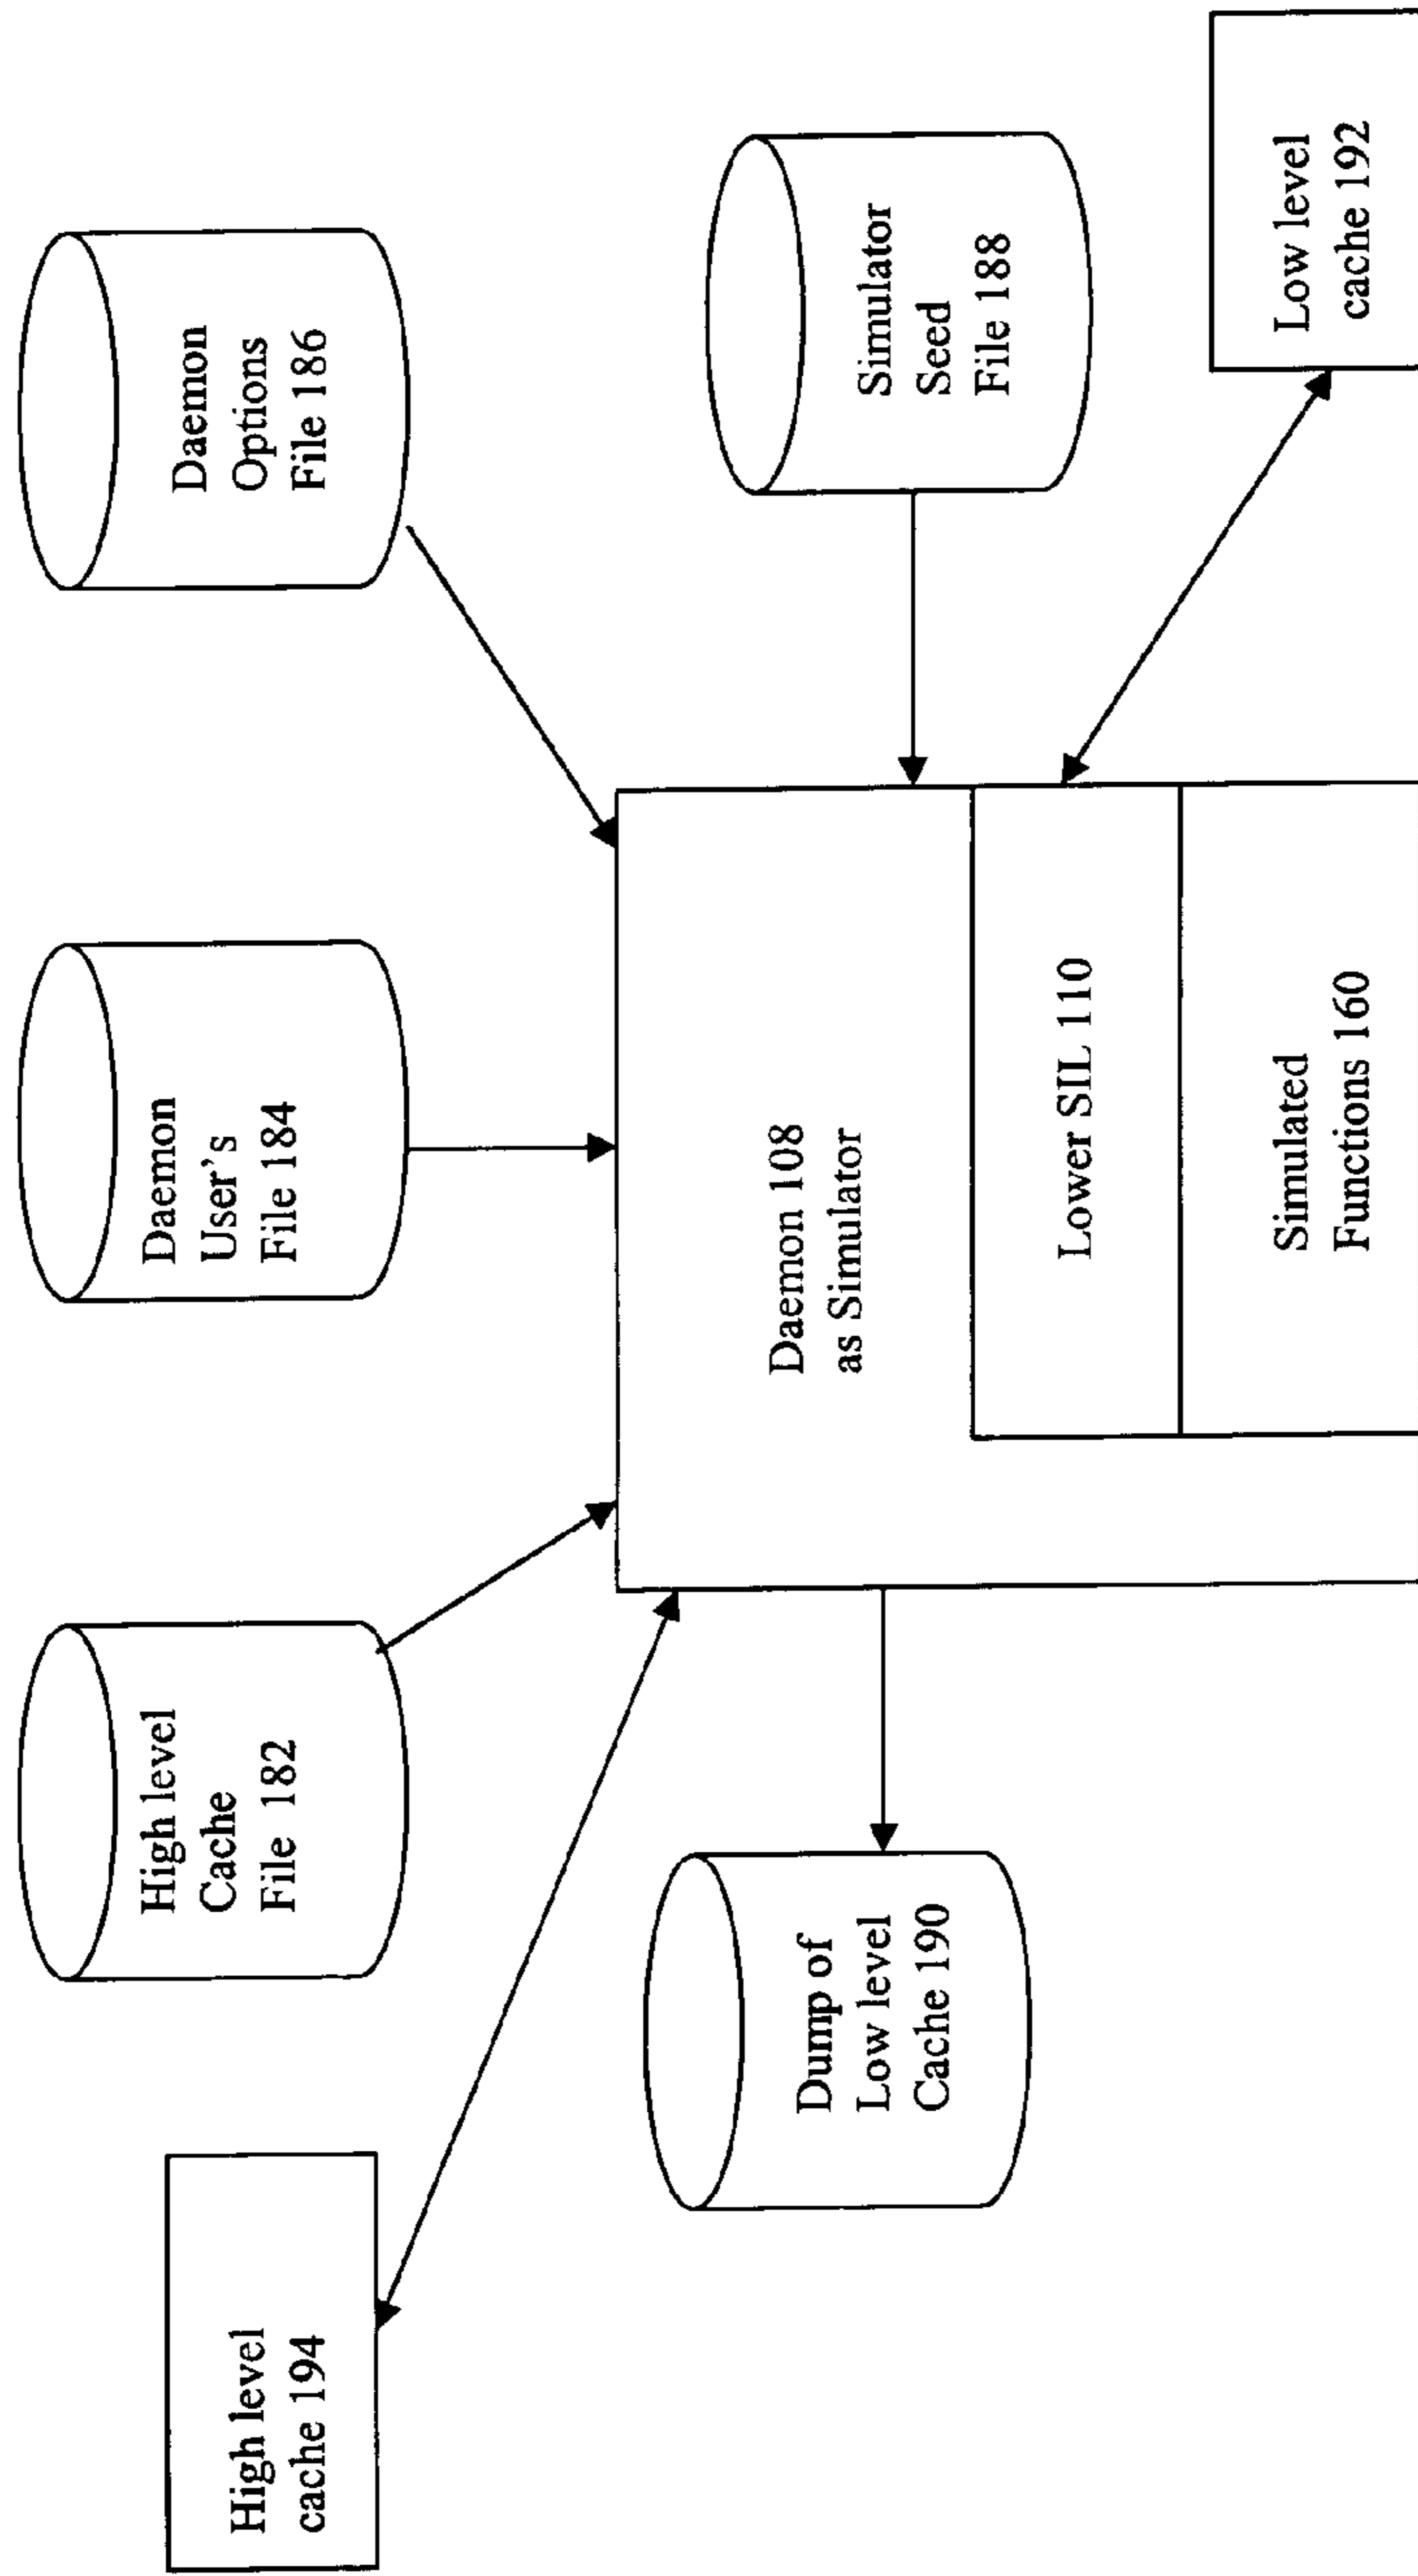 High level
cache 194
High level
Cache
File 182
Daemon
User's
File 184
Daemon
Options
File 186
Dump of
Low level
Cache 190
Daemon 108
as Simulator
Lower SIL 110
Simulated
Functions 160
Simulator
Seed
File 188
Low level
cache 192